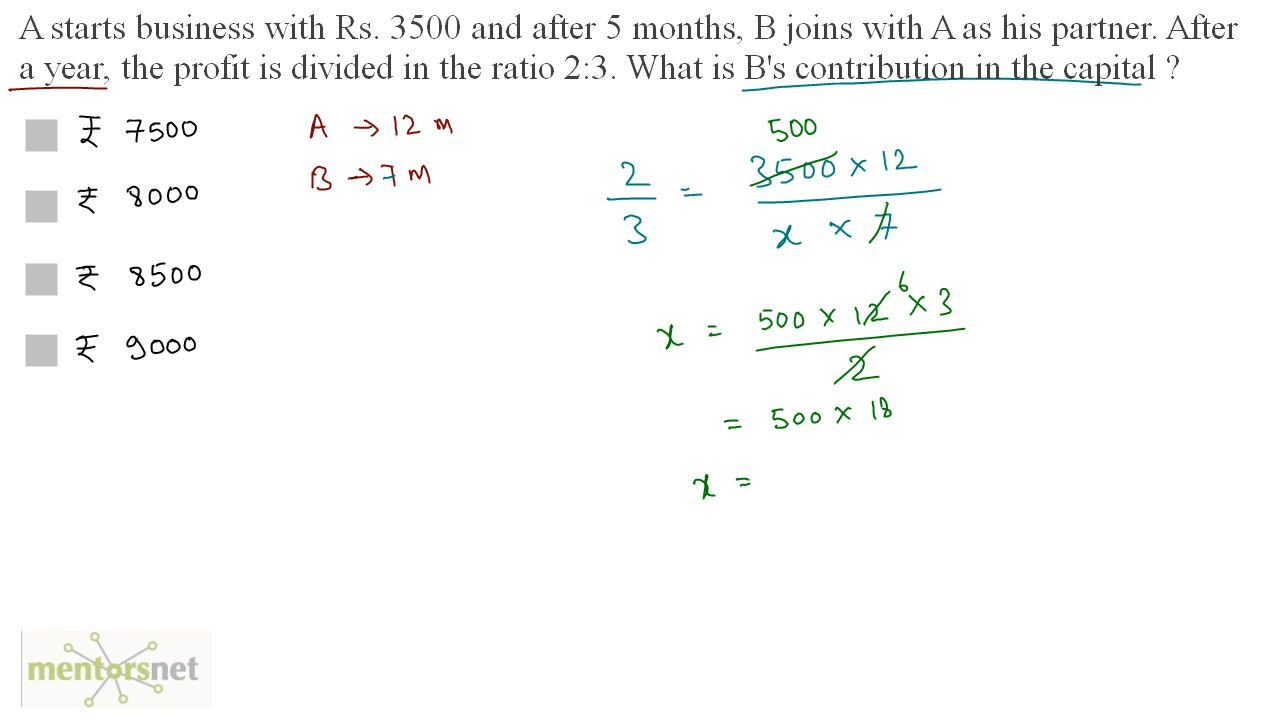 A starts business with Rs. 3500 and after 5 months, B joins with A as his partner. After
a year, the profit is divided in the ratio 2:3. What is B's contribution in the capital ?
₹ 7500
₹ 8000
₹ 8500
₹ 9000
A → 12 m
B → 7 m
500
2/3 = 3500 × 12 / x × 7
6
x = 500 × 12 × 3 / 2
= 500 × 18
x =
mentorsnet